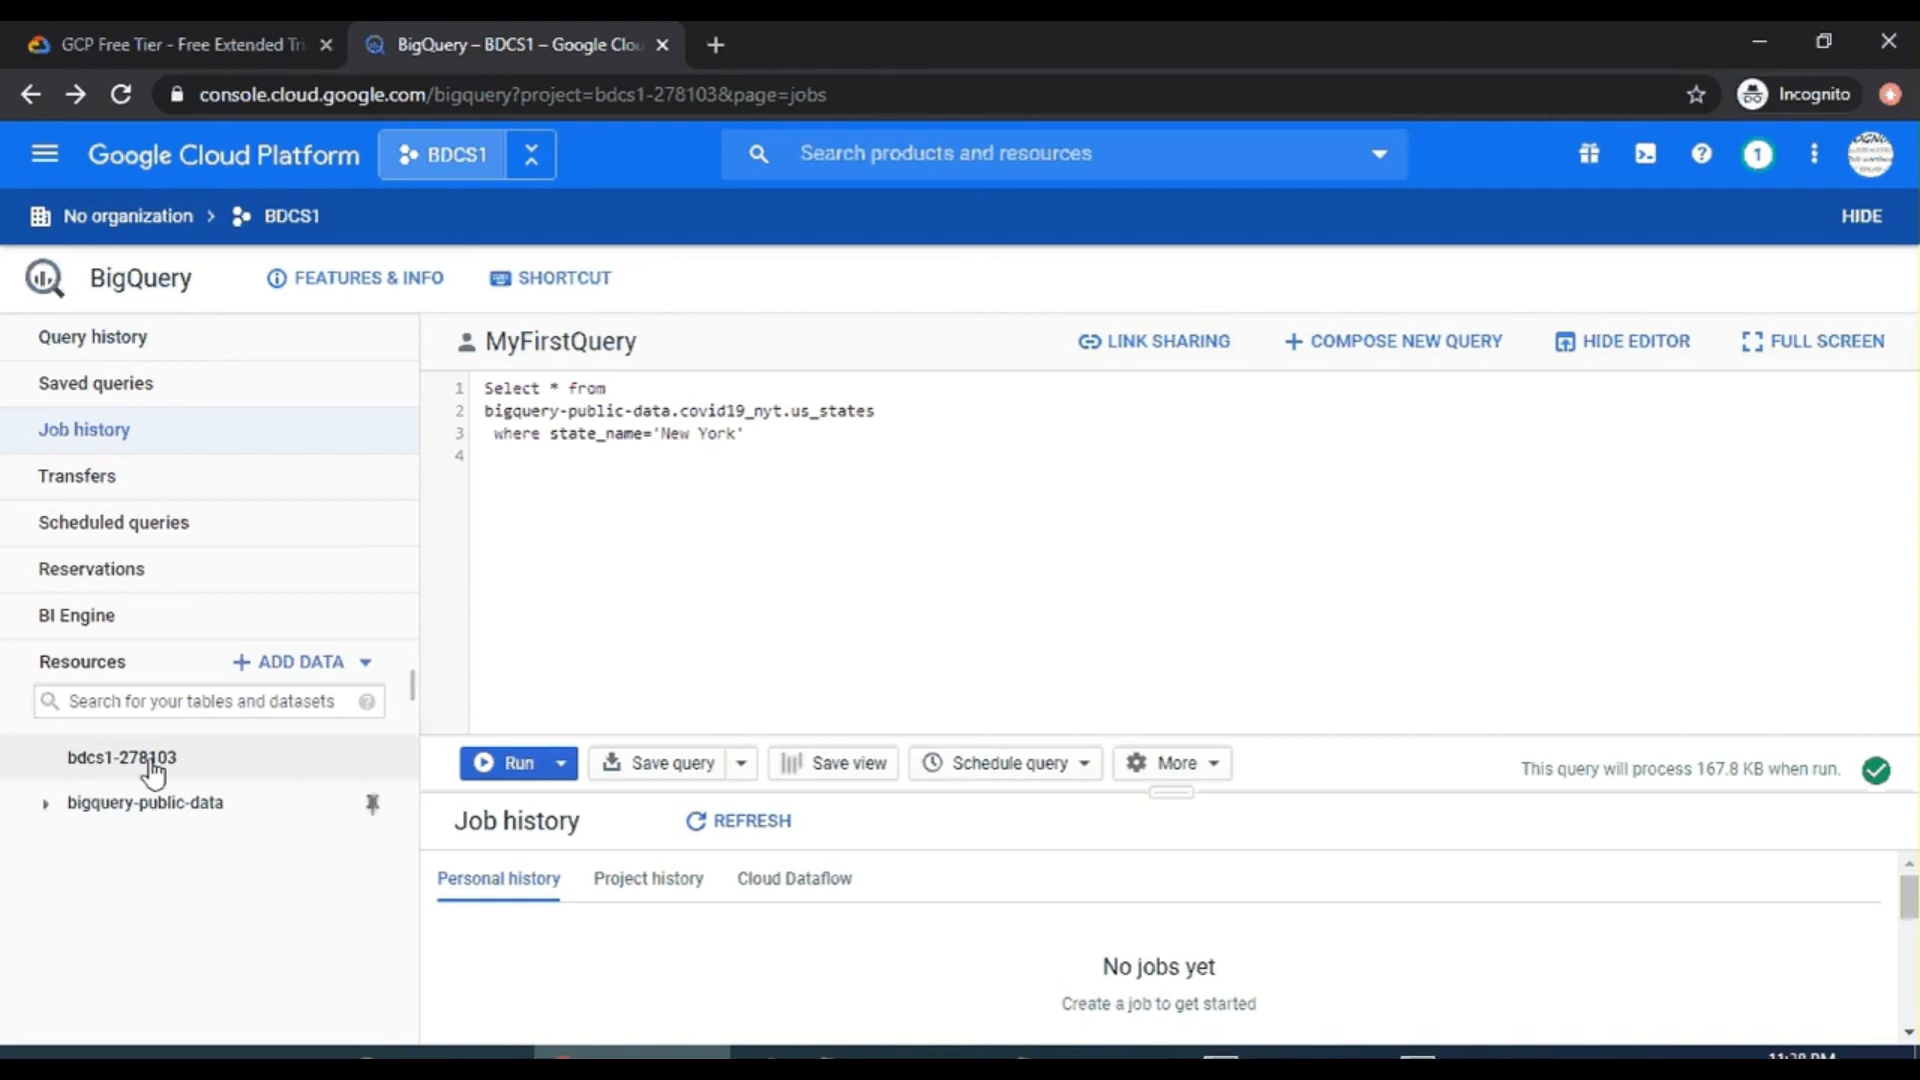 GCP Free Tier - Free Extended Tri
BigQuery – BDCS1 – Google Clou
console.cloud.google.com/bigquery?project=bdcs1-278103&page=jobs
Incognito
Google Cloud Platform
BDCS1
Search products and resources
1
No organization
BDCS1
HIDE
BigQuery
FEATURES & INFO
SHORTCUT
Query history
Saved queries
Job history
Transfers
Scheduled queries
Reservations
BI Engine
Resources
ADD DATA
Search for your tables and datasets
bdcs1-278103
bigquery-public-data
MyFirstQuery
LINK SHARING
COMPOSE NEW QUERY
HIDE EDITOR
FULL SCREEN
1 Select * from
2 bigquery-public-data.covid19_nyt.us_states
3 where state_name='New York'
4
Run
Save query
Save view
Schedule query
More
This query will process 167.8 KB when run.
Job history
REFRESH
Personal history
Project history
Cloud Dataflow
No jobs yet
Create a job to get started